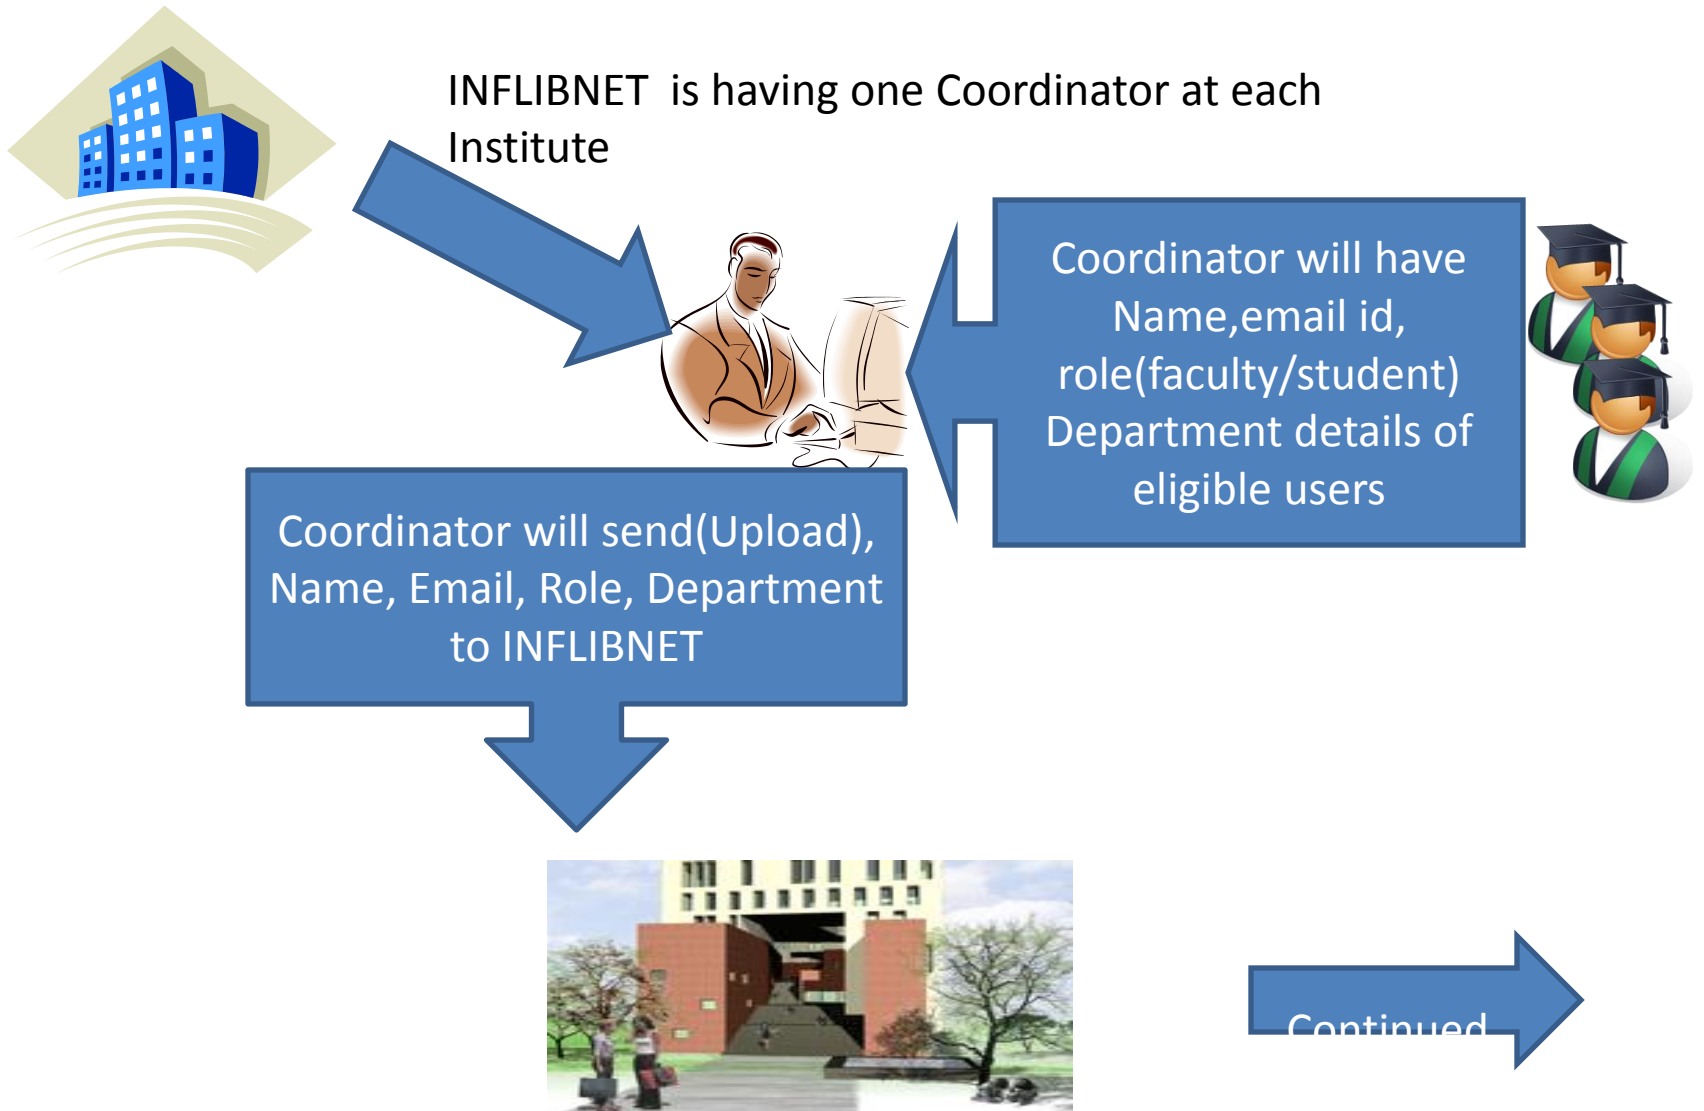 INFLIBNET  is having one Coordinator at each
Institute
Coordinator will have
Name,email id,
role(faculty/student)
Department details of
eligible users
Coordinator will send(Upload),
Name, Email, Role, Department
to INFLIBNET
Continued